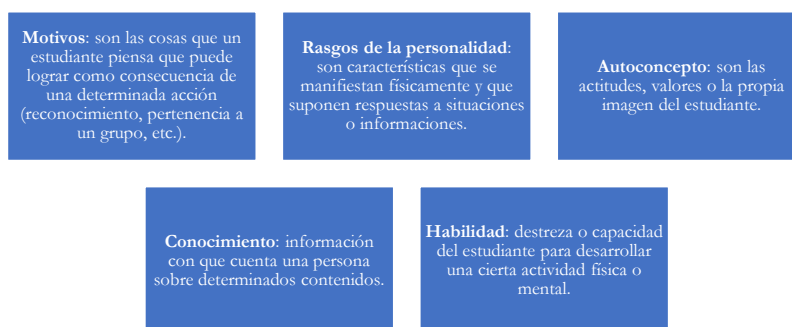 Motivos: son las cosas que un
estudiante piensa que puede
lograr como consecuencia de
una determinada acción
(reconocimiento, pertenencia a
un grupo, etc.).
Rasgos de la personalidad:
son características que se
manifiestan físicamente y que
suponen respuestas a situaciones
o informaciones.
Autoconcepto: son las
actitudes, valores o la propia
imagen del estudiante.
Conocimiento: información
con que cuenta una persona
sobre determinados contenidos.
Habilidad: destreza o capacidad
del estudiante para desarrollar
una cierta actividad física o
mental.